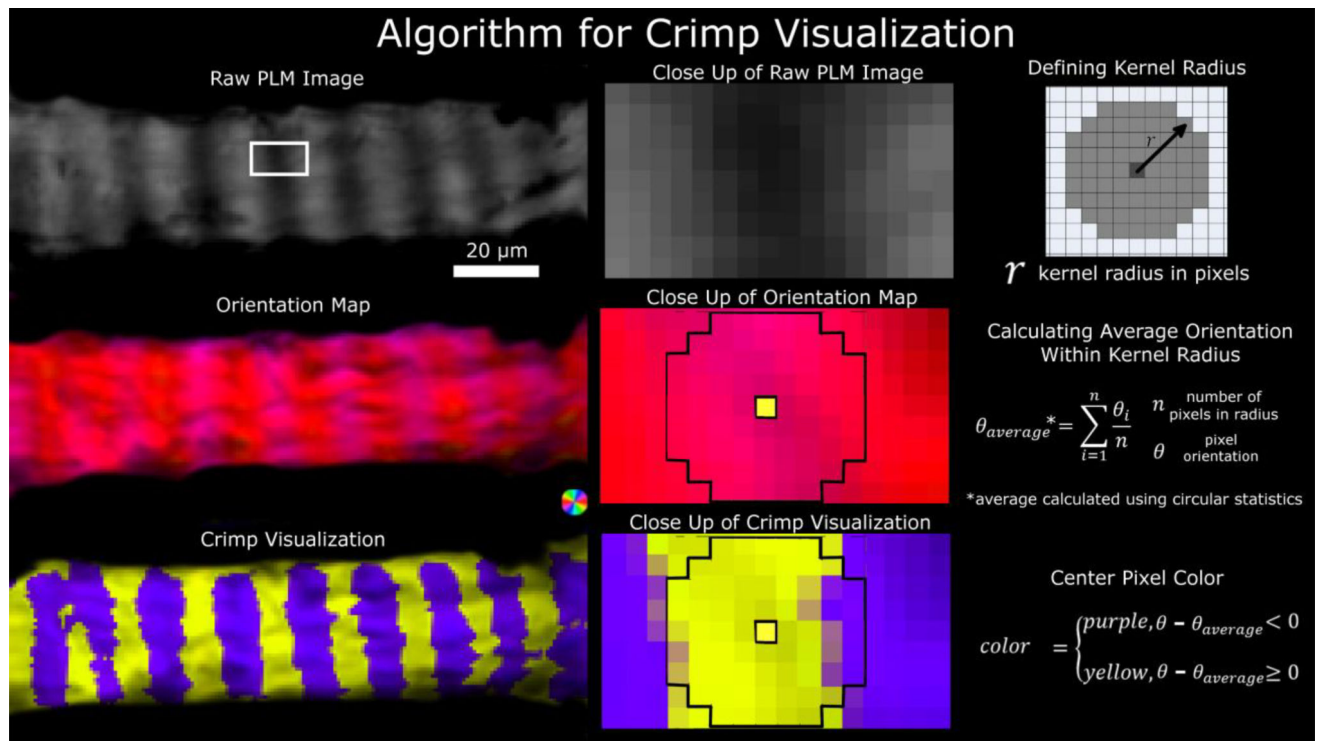 Algorithm for Crimp Visualization
Raw PLM Image
20 µm
Orientation Map
Crimp Visualization
Close Up of Raw PLM Image
Close Up of Orientation Map
Close Up of Crimp Visualization
Defining Kernel Radius
r
r kernel radius in pixels
Calculating Average Orientation
Within Kernel Radius
θaverage*= ∑ i=1 n θi/n
n number of pixels in radius
θ pixel orientation
*average calculated using circular statistics
Center Pixel Color
color = {purple, θ − θaverage < 0
yellow, θ − θaverage ≥ 0